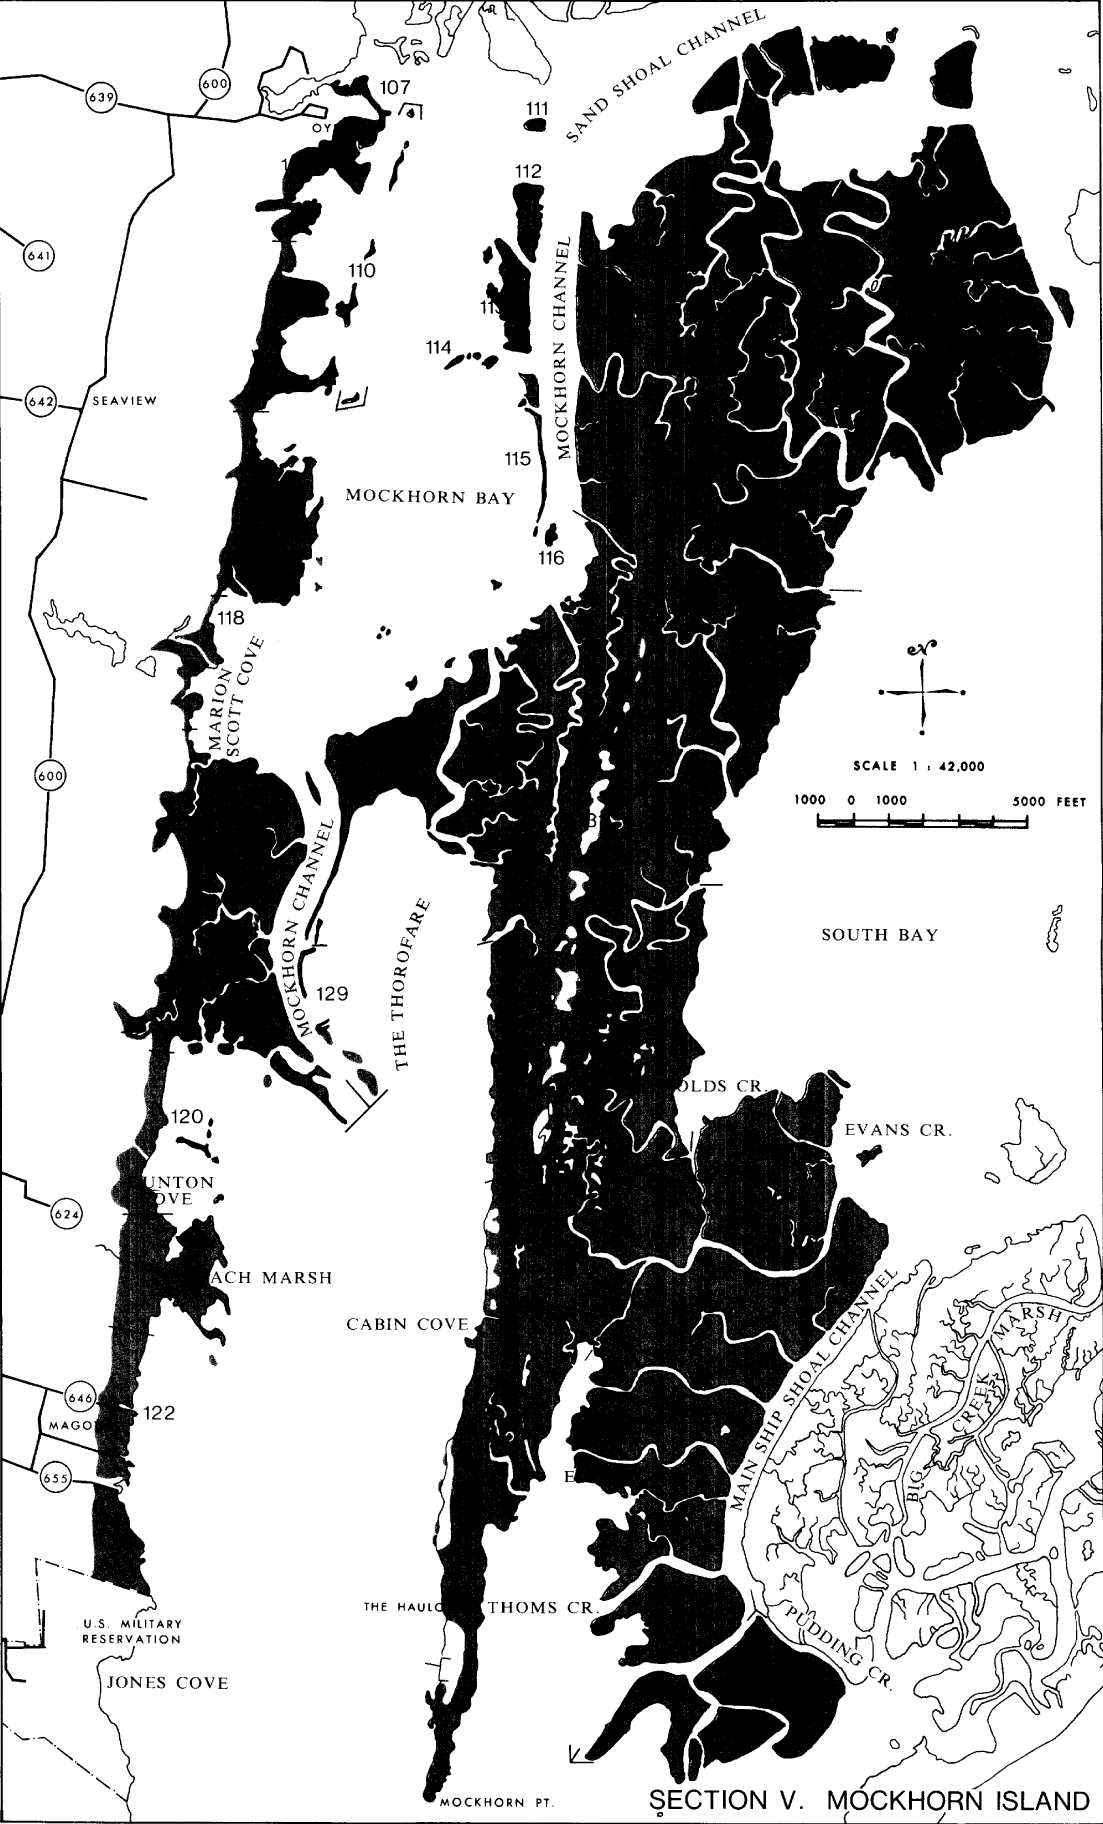 SAND SHOAL CHANNEL
600
639
107
OY
111
112
641
110
MOCKHORN CHANNEL
114
642
SEAVIEW
115
MOCKHORN BAY
116
118
MARION
SCOTT COVE
N
SCALE 1 : 42,000
1000 0 1000 5000 FEET
600
MOCKHORN CHANNEL
THE THOROFARE
SOUTH BAY
129
OLDS CR.
120
EVANS CR.
UNTON
OVE
624
ACH MARSH
CABIN COVE
MAIN SHIP SHOAL CHANNEL
MARSH
CREEK
BIG
646
MAGO
122
655
E
THE HAULO
THOMS CR.
PUDDING CR.
U.S. MILITARY
RESERVATION
JONES COVE
MOCKHORN PT.
SECTION V. MOCKHORN ISLAND